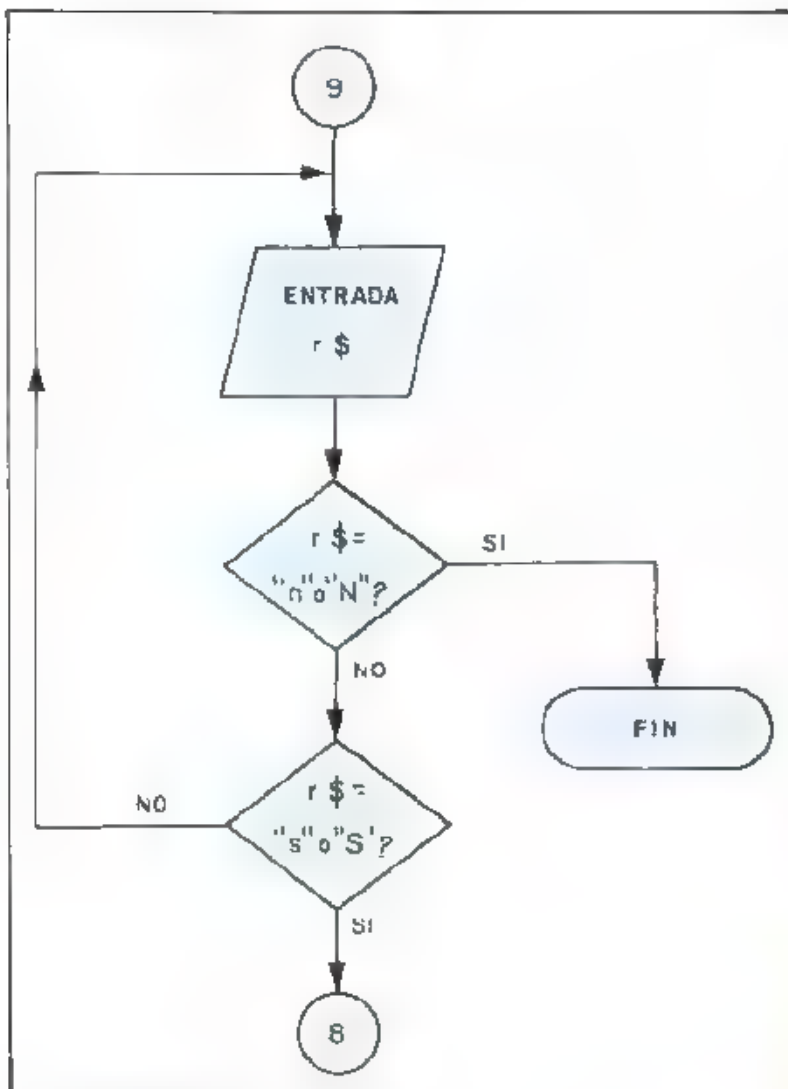 9
ENTRADA
r $
r $ =
"n"o"N"?
SI
NO
FIN
r $ =
"s"o"S'?
NO
SI
8